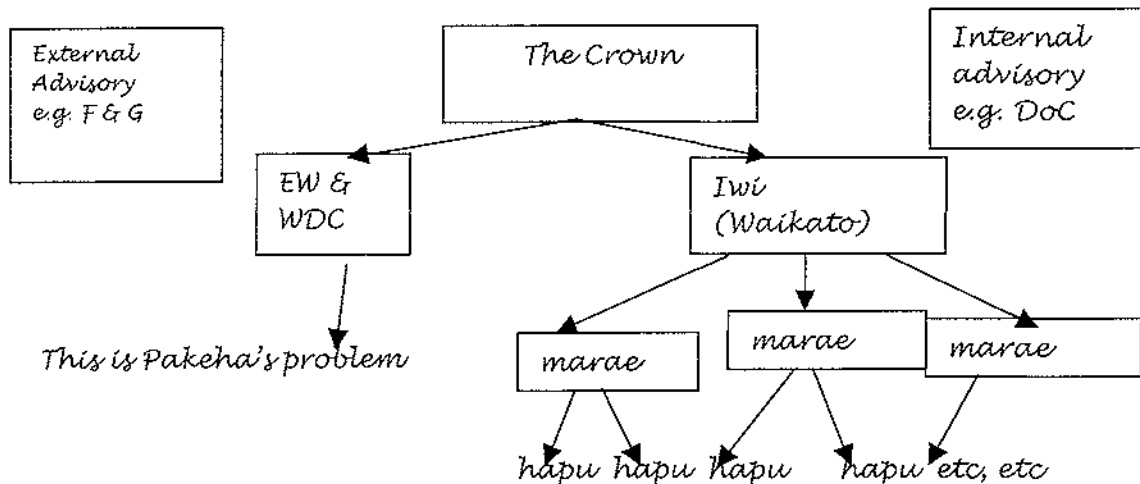 External
Advisory
e.g. F & G
The Crown
Internal
advisory
e.g. DoC
EW &
WDC
Iwi
(Waikato)
This is Pakeha's problem
marae
marae
marae
hapu hapu hapu hapu etc, etc